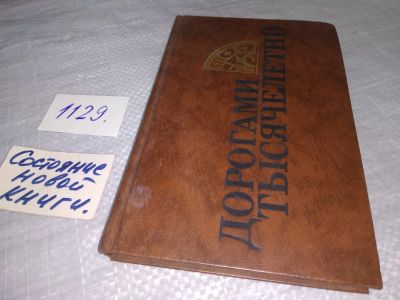 1129.
Состояние
новой
книги.
ДОРОГАМИ
ТЫСЯЧЕЛЕТИЙ